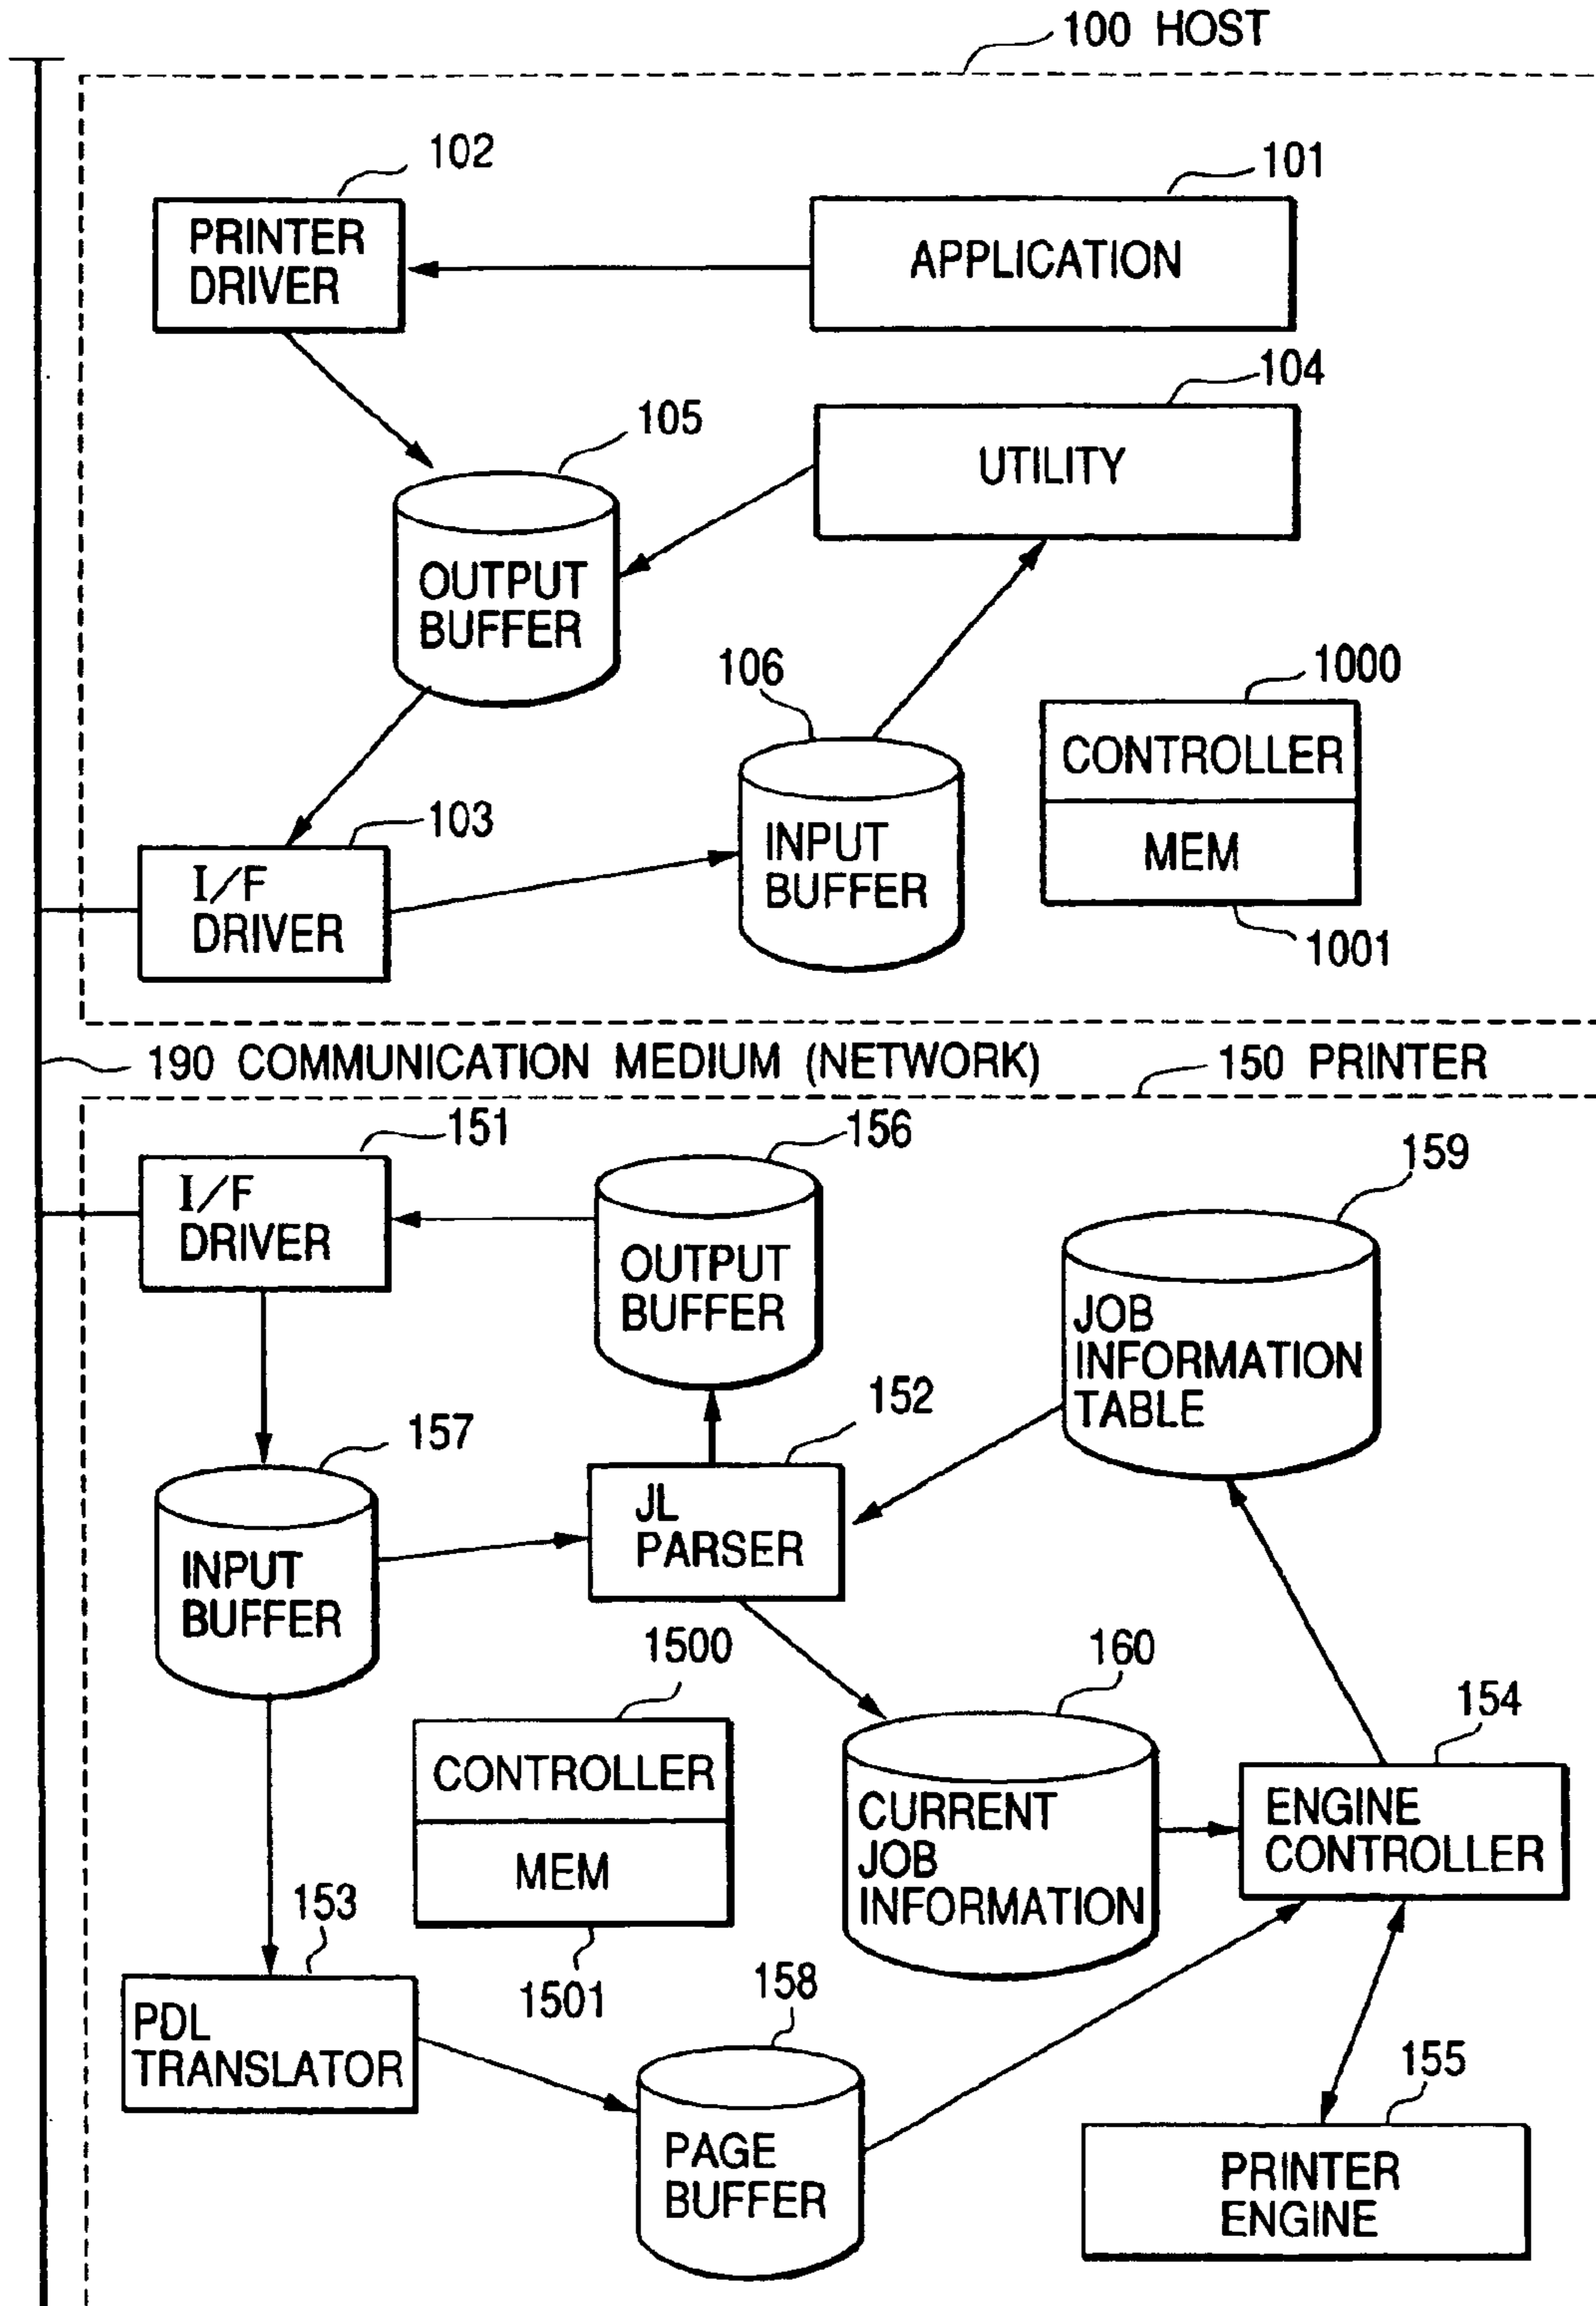 100 HOST
102
101
PRINTER
DRIVER
APPLICATION
104
105
UTILITY
OUTPUT
BUFFER
106
1000
CONTROLLER
MEM
1001
103
I/F
DRIVER
INPUT
BUFFER
190 COMMUNICATION MEDIUM (NETWORK)
150 PRINTER
151
156
159
I/F
DRIVER
OUTPUT
BUFFER
JOB
INFORMATION
TABLE
157
152
JL
PARSER
INPUT
BUFFER
1500
160
154
CONTROLLER
MEM
1501
CURRENT
JOB
INFORMATION
ENGINE
CONTROLLER
153
158
155
PDL
TRANSLATOR
PAGE
BUFFER
PRINTER
ENGINE